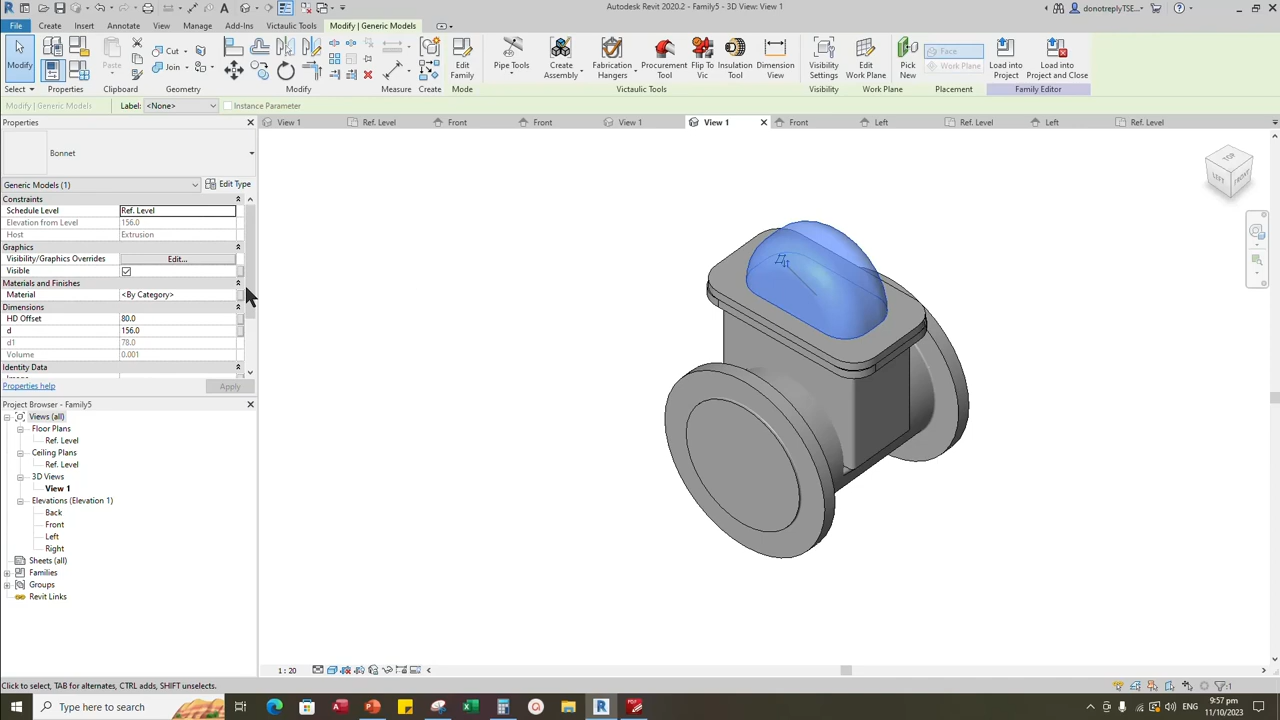 Autodesk Revit 2020.2 - Family5 - 3D View: View 1
donotreplyTSE...
File Create Insert Annotate View Manage Add-Ins Victaulic Tools Modify | Generic Models
Modify Paste Cut Join Edit Family Pipe Tools Create Assembly Fabrication Hangers Procurement Tool Flip To Vic Insulation Tool Dimension View Visibility Settings Edit Work Plane Pick New Face Work Plane Load into Project Load into Project and Close
Select Properties Clipboard Geometry Modify Measure Create Mode Victaulic Tools Visibility Work Plane Placement Family Editor
Modify | Generic Models Label: <None> Instance Parameter
Properties
View 1 Ref. Level Front Front View 1 View 1 Front Left Ref. Level Left Ref. Level
Bonnet
Generic Models (1) Edit Type
Constraints
Schedule Level Ref. Level
Elevation from Level 156.0
Host Extrusion
Graphics
Visibility/Graphics Overrides Edit...
Visible
Materials and Finishes
Material <By Category>
Dimensions
HD Offset 80.0
d 156.0
d1 78.0
Volume 0.001
Identity Data
Properties help Apply
Project Browser - Family5
Views (all)
Floor Plans
Ref. Level
Ceiling Plans
Ref. Level
3D Views
View 1
Elevations (Elevation 1)
Back
Front
Left
Right
Sheets (all)
Families
Groups
Revit Links
TOP
LEFT FRONT
1 : 20
Click to select, TAB for alternates, CTRL adds, SHIFT unselects.
:1
Type here to search
9:57 pm
11/10/2023